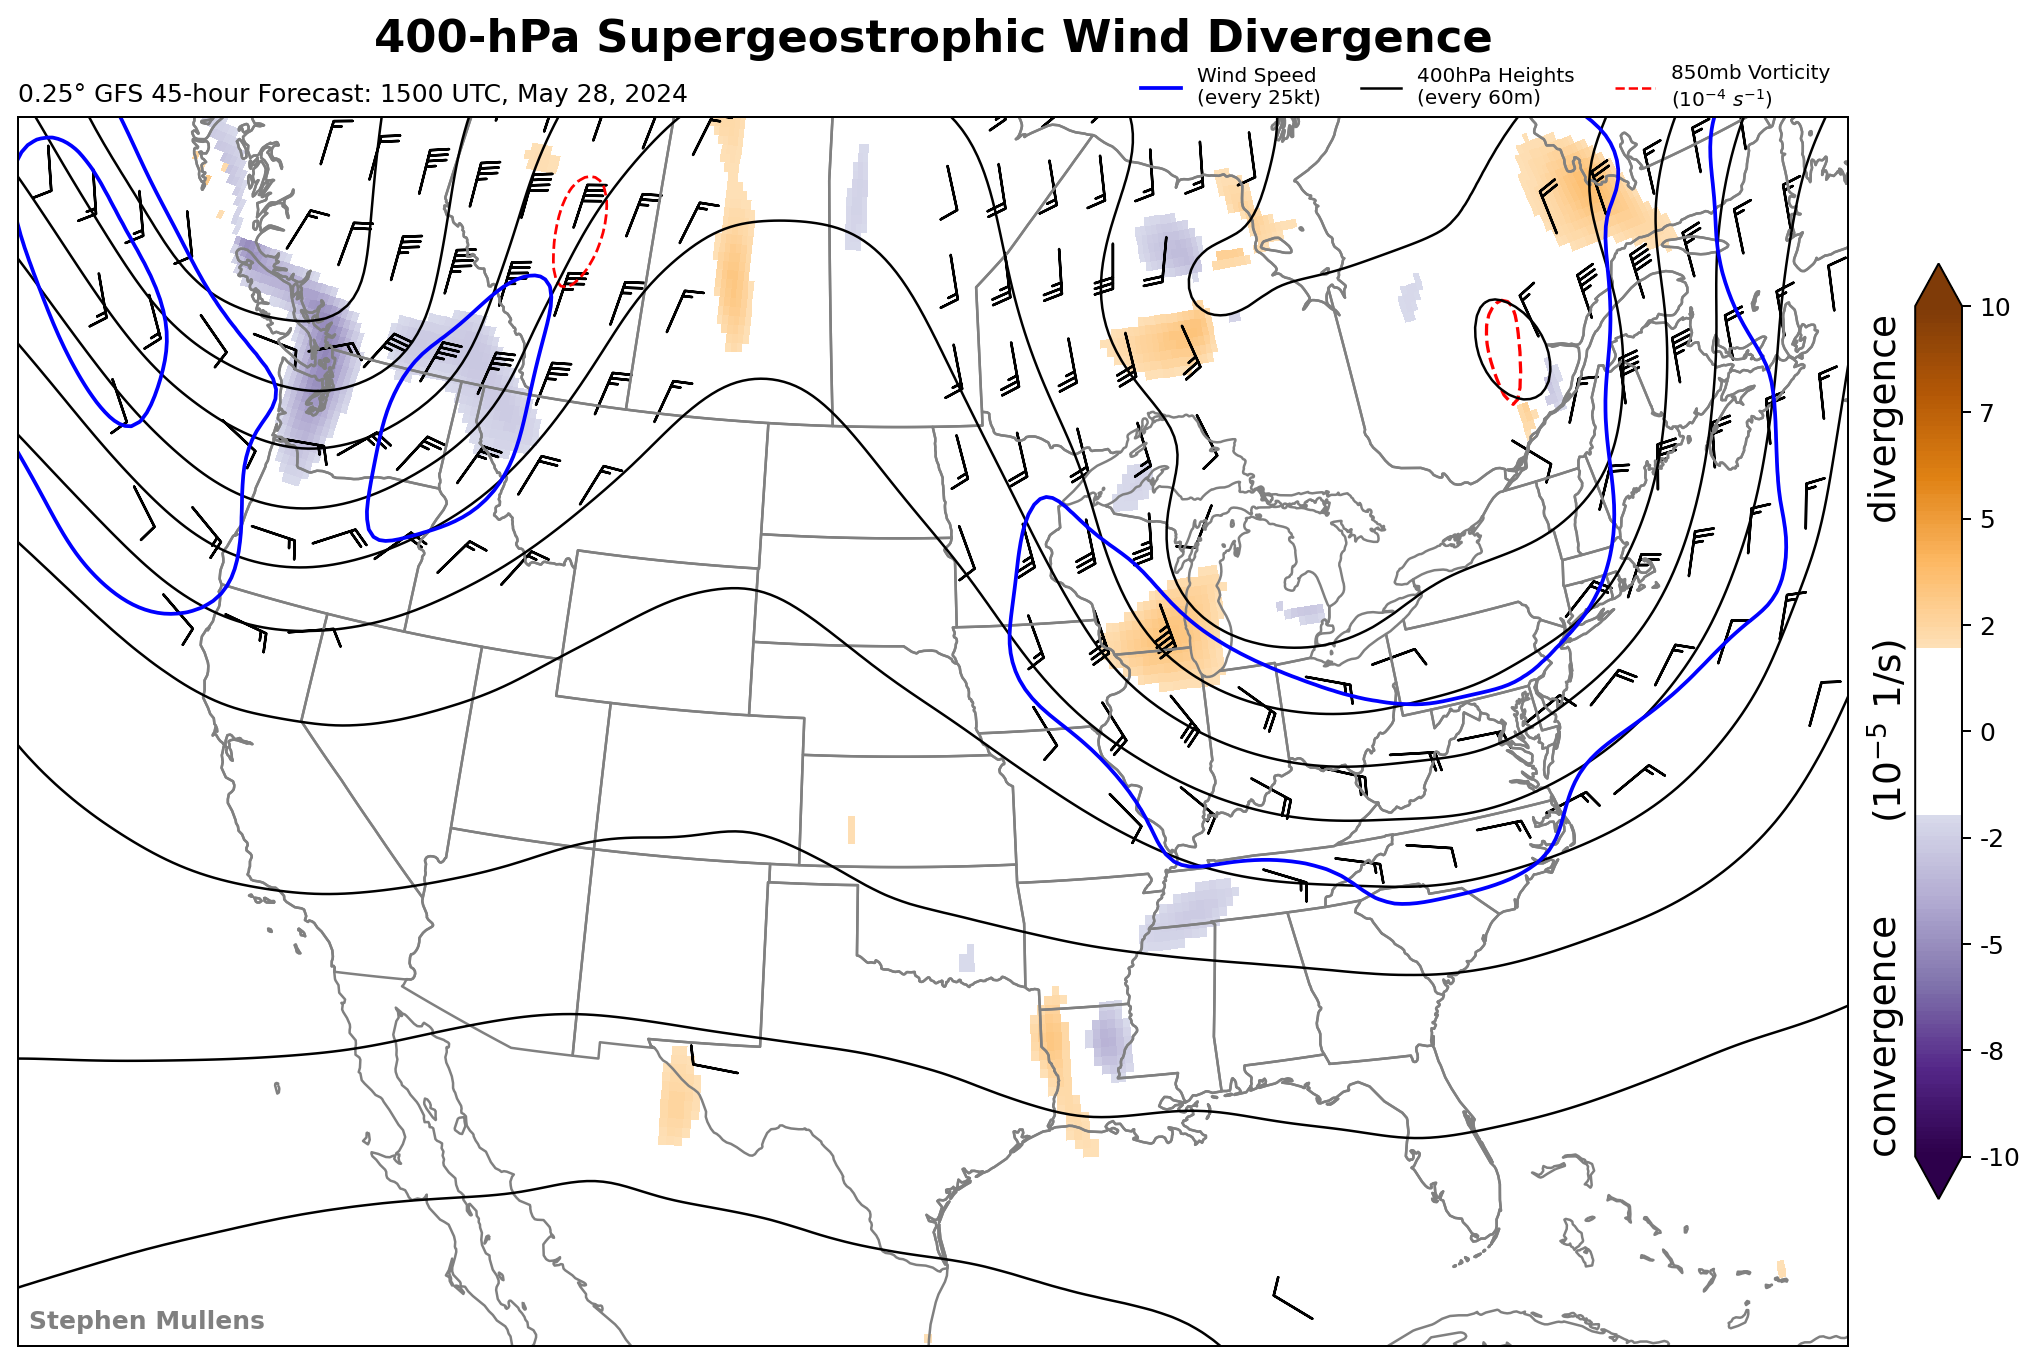 400-hPa Supergeostrophic Wind Divergence
0.25° GFS 45-hour Forecast: 1500 UTC, May 28, 2024
Wind Speed
(every 25kt)
400hPa Heights
(every 60m)
850mb Vorticity
(10⁻⁴ s⁻¹)
10
7
5
2
0
-2
-5
-8
-10
convergence (10⁻⁵ 1/s) divergence
Stephen Mullens